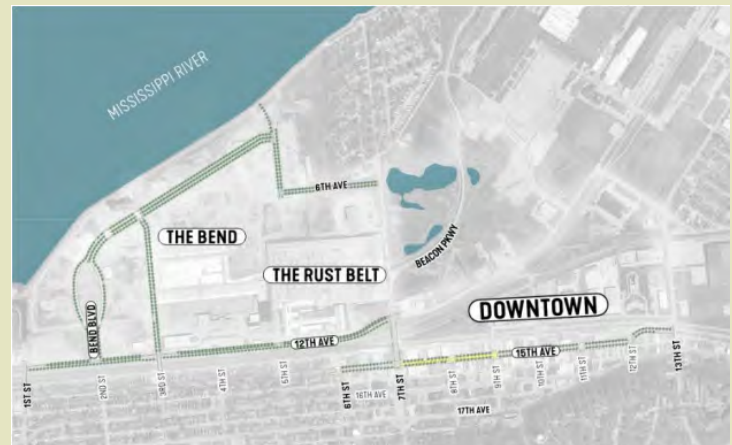 MISSISSIPPI RIVER
6TH AVE
THE BEND
BEACON PKWY
THE RUST BELT
DOWNTOWN
BEND BLVD
12TH AVE
15TH AVE
1ST ST
2ND ST
3RD ST
4TH ST
5TH ST
6TH ST
16TH AVE
7TH ST
8TH ST
9TH ST
10TH ST
11TH ST
12TH ST
13TH ST
17TH AVE